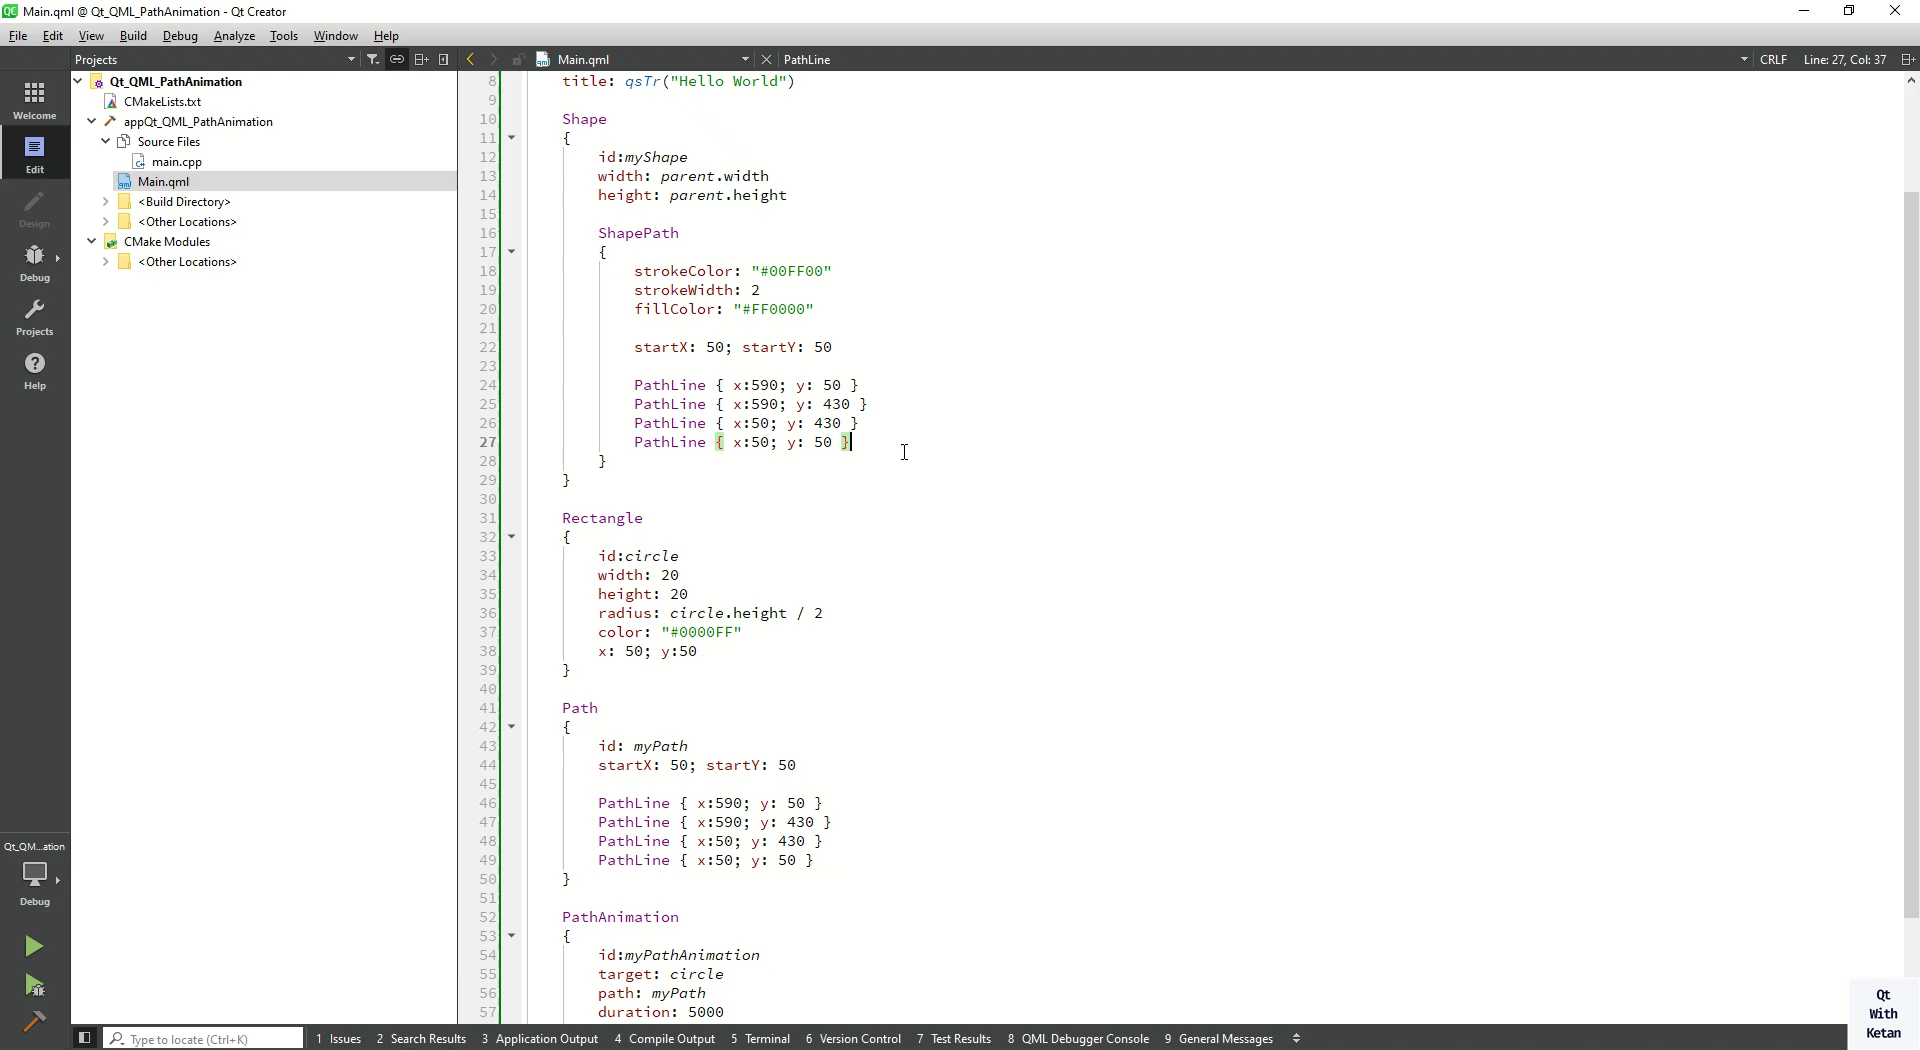 Main.qml @ Qt_QML_PathAnimation - Qt Creator
File Edit View Build Debug Analyze Tools Window Help
Projects Main.qml PathLine CRLF Line: 27, Col: 37
Welcome
Edit
Design
Debug
Projects
Help
Qt_QM...ation
Debug
Qt_QML_PathAnimation
CMakeLists.txt
appQt_QML_PathAnimation
Source Files
main.cpp
Main.qml
<Build Directory>
<Other Locations>
CMake Modules
<Other Locations>
8 title: qsTr("Hello World")
9
10 Shape
11 {
12 id:myShape
13 width: parent.width
14 height: parent.height
15
16 ShapePath
17 {
18 strokeColor: "#00FF00"
19 strokeWidth: 2
20 fillColor: "#FF0000"
21
22 startX: 50; startY: 50
23
24 PathLine { x:590; y: 50 }
25 PathLine { x:590; y: 430 }
26 PathLine { x:50; y: 430 }
27 PathLine { x:50; y: 50 }
28 }
29 }
30
31 Rectangle
32 {
33 id:circle
34 width: 20
35 height: 20
36 radius: circle.height / 2
37 color: "#0000FF"
38 x: 50; y:50
39 }
40
41 Path
42 {
43 id: myPath
44 startX: 50; startY: 50
45
46 PathLine { x:590; y: 50 }
47 PathLine { x:590; y: 430 }
48 PathLine { x:50; y: 430 }
49 PathLine { x:50; y: 50 }
50 }
51
52 PathAnimation
53 {
54 id:myPathAnimation
55 target: circle
56 path: myPath
57 duration: 5000
Qt
With
Ketan
Type to locate (Ctrl+K) 1 Issues 2 Search Results 3 Application Output 4 Compile Output 5 Terminal 6 Version Control 7 Test Results 8 QML Debugger Console 9 General Messages